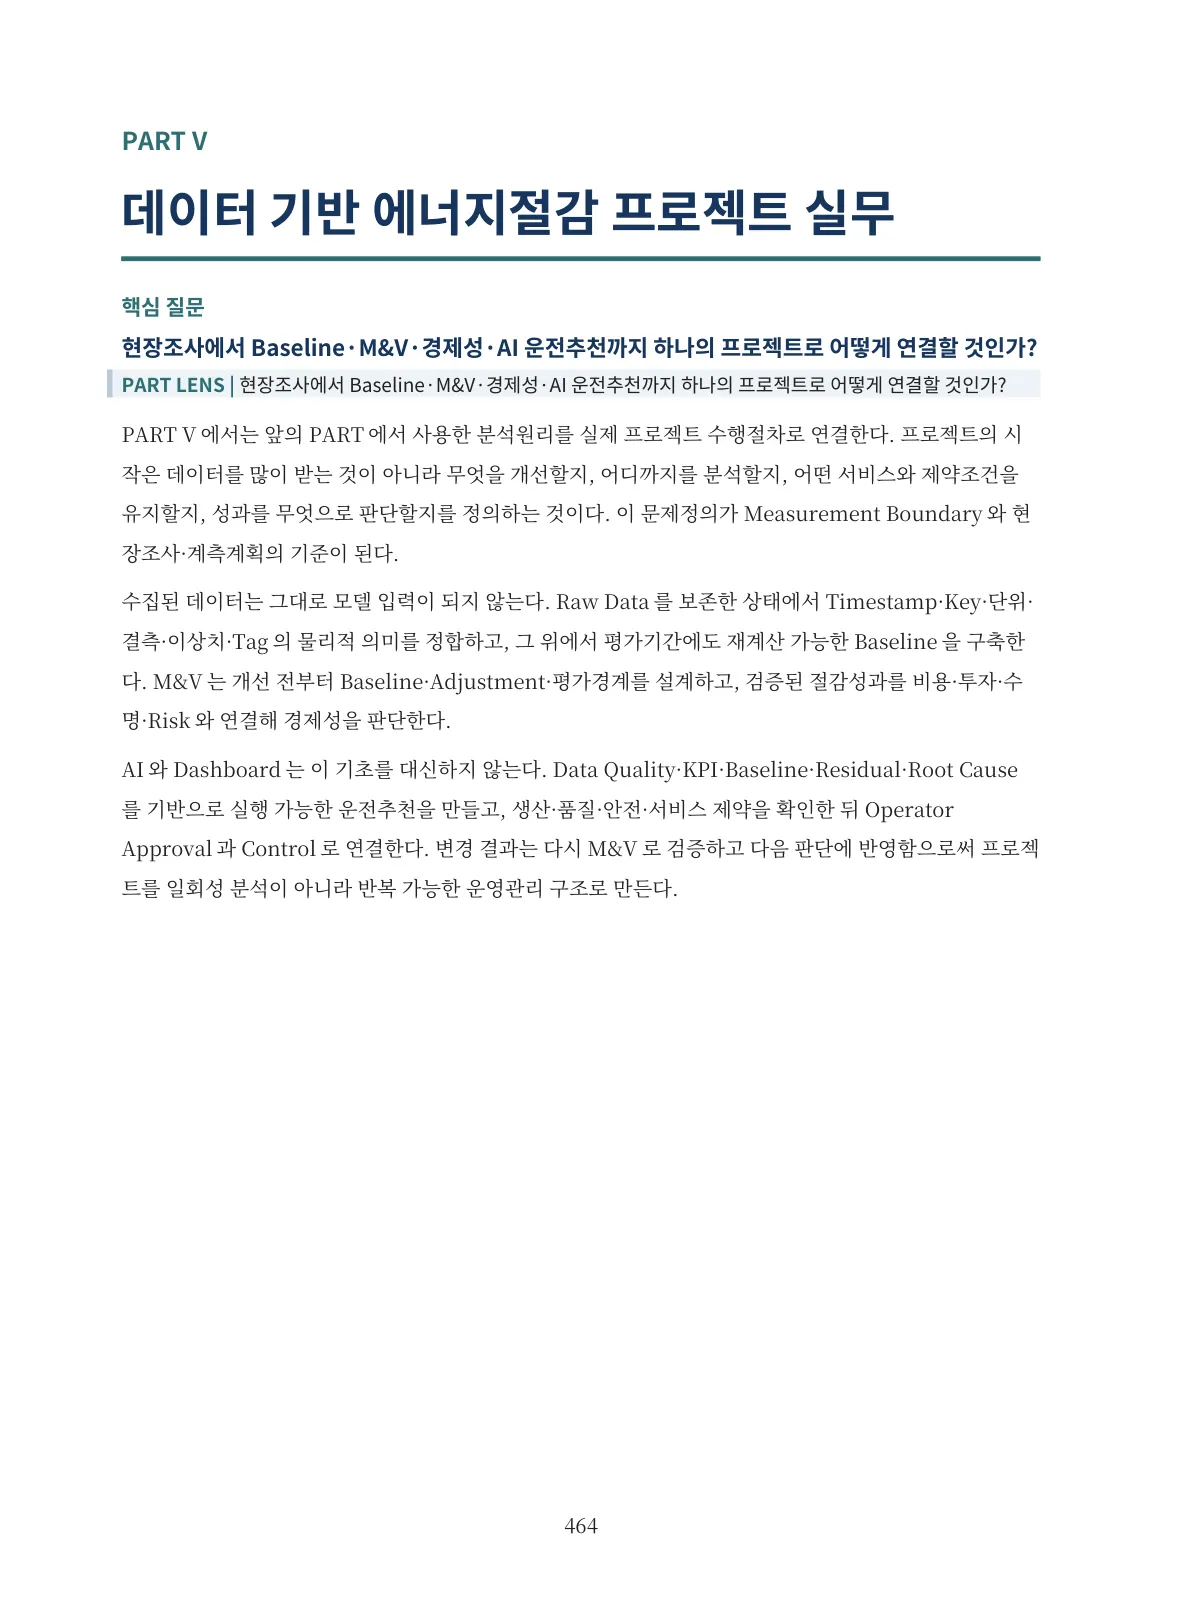 PART V
데이터 기반 에너지절감 프로젝트 실무
핵심 질문
현장조사에서 Baseline·M&V·경제성·AI 운전추천까지 하나의 프로젝트로 어떻게 연결할 것인가?
PART LENS | 현장조사에서 Baseline·M&V·경제성·AI 운전추천까지 하나의 프로젝트로 어떻게 연결할 것인가?
PART V 에서는 앞의 PART 에서 사용한 분석원리를 실제 프로젝트 수행절차로 연결한다. 프로젝트의 시
작은 데이터를 많이 받는 것이 아니라 무엇을 개선할지, 어디까지를 분석할지, 어떤 서비스와 제약조건을
유지할지, 성과를 무엇으로 판단할지를 정의하는 것이다. 이 문제정의가 Measurement Boundary 와 현
장조사·계측계획의 기준이 된다.
수집된 데이터는 그대로 모델 입력이 되지 않는다. Raw Data 를 보존한 상태에서 Timestamp·Key·단위·
결측·이상치·Tag 의 물리적 의미를 정합하고, 그 위에서 평가기간에도 재계산 가능한 Baseline 을 구축한
다. M&V 는 개선 전부터 Baseline·Adjustment·평가경계를 설계하고, 검증된 절감성과를 비용·투자·수
명·Risk 와 연결해 경제성을 판단한다.
AI 와 Dashboard 는 이 기초를 대신하지 않는다. Data Quality·KPI·Baseline·Residual·Root Cause
를 기반으로 실행 가능한 운전추천을 만들고, 생산·품질·안전·서비스 제약을 확인한 뒤 Operator
Approval 과 Control 로 연결한다. 변경 결과는 다시 M&V 로 검증하고 다음 판단에 반영함으로써 프로젝
트를 일회성 분석이 아니라 반복 가능한 운영관리 구조로 만든다.
464